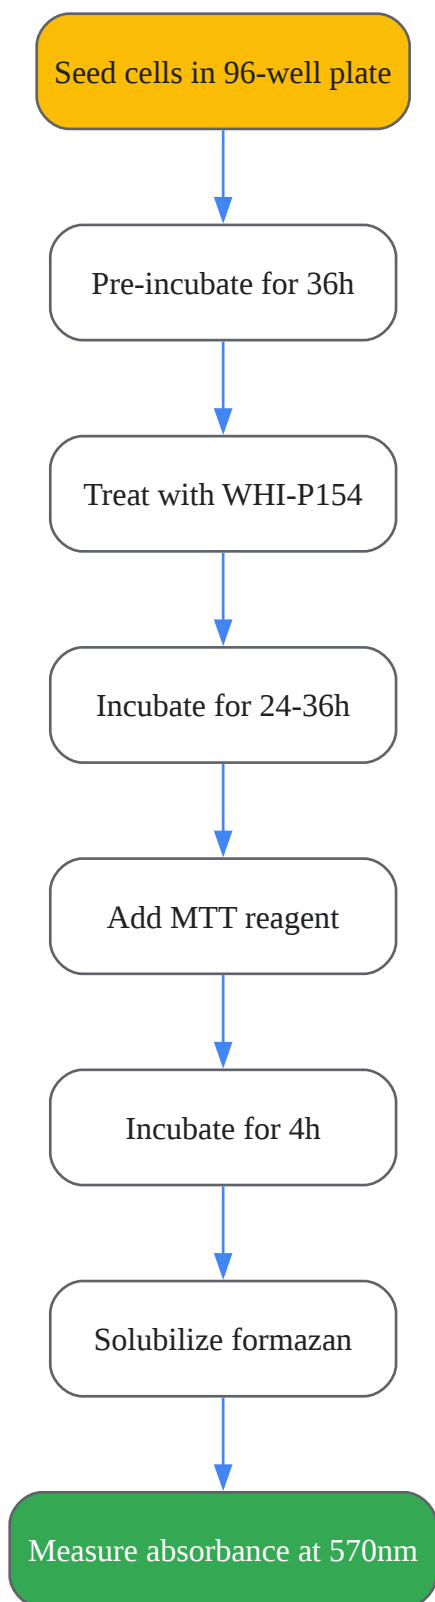 Seed cells in 96-well plate
Pre-incubate for 36h
Treat with WHI-P154
Incubate for 24-36h
Add MTT reagent
Incubate for 4h
Solubilize formazan
Measure absorbance at 570nm